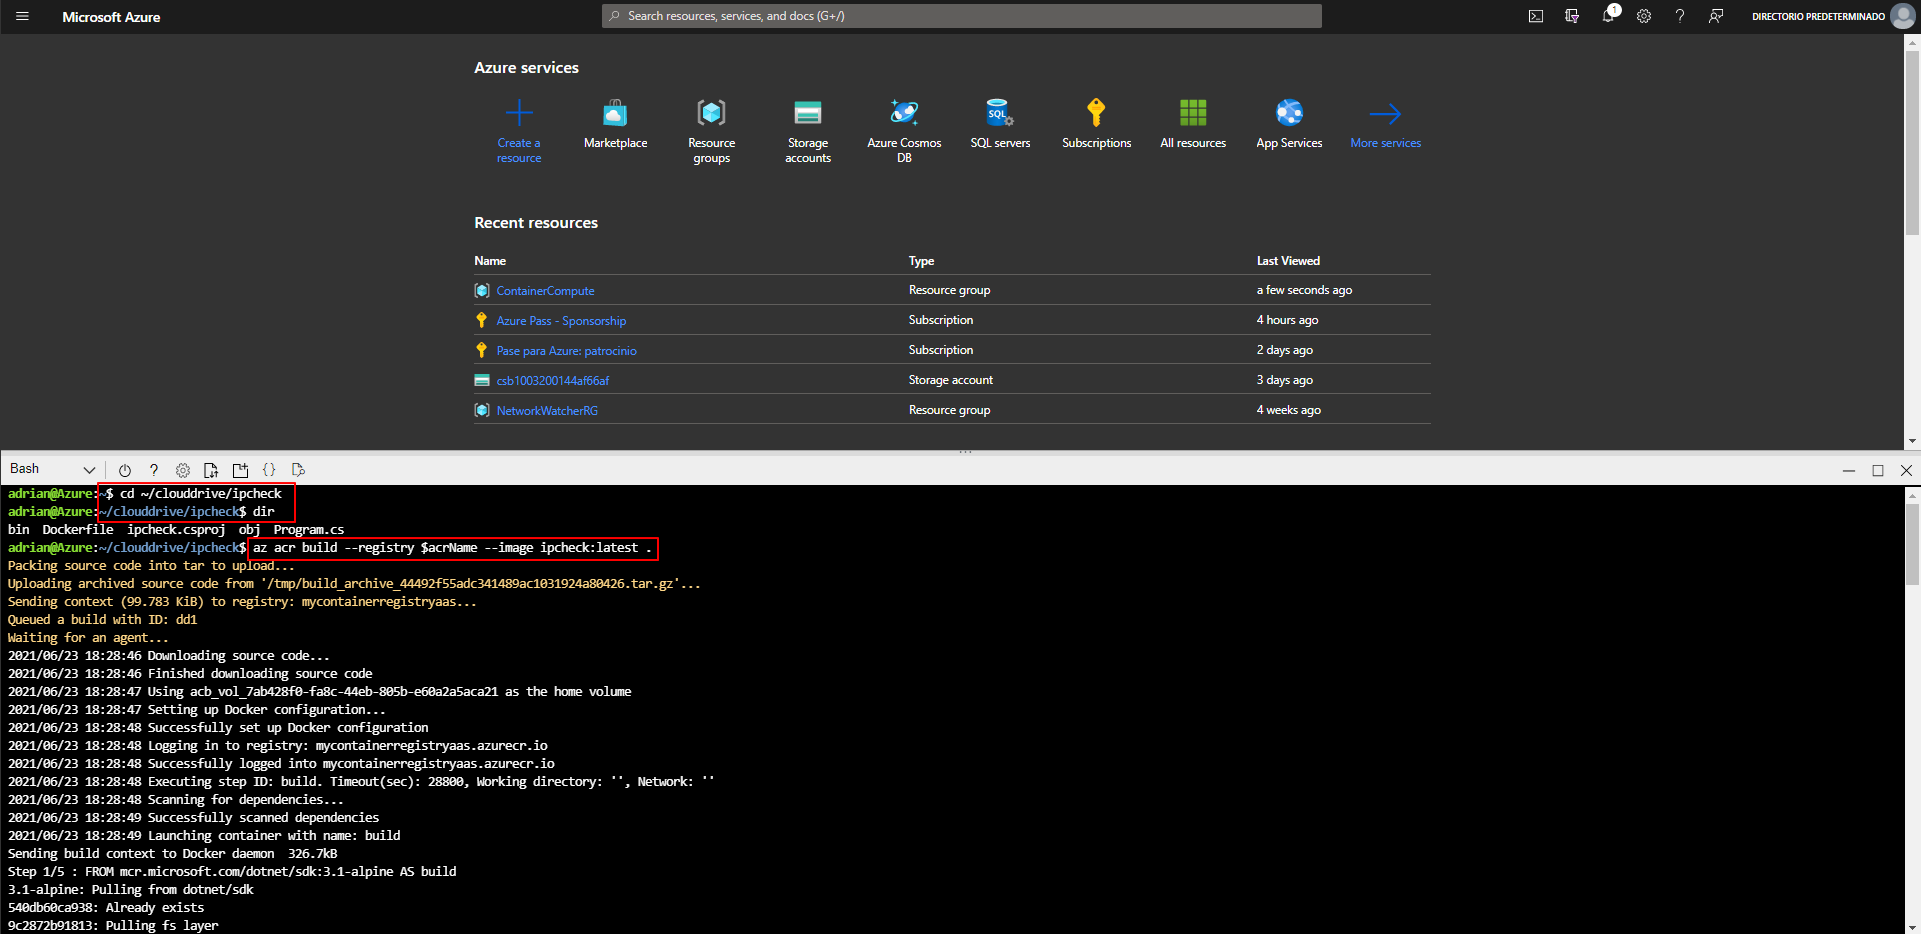 Microsoft Azure
Search resources, services, and docs (G+/)
1
DIRECTORIO PREDETERMINADO
Azure services
Create a resource
Marketplace
Resource groups
Storage accounts
Azure Cosmos DB
SQL
SQL servers
Subscriptions
All resources
App Services
More services
Recent resources
Name Type Last Viewed
ContainerCompute Resource group a few seconds ago
Azure Pass - Sponsorship Subscription 4 hours ago
Pase para Azure: patrocinio Subscription 2 days ago
csb1003200144af66af Storage account 3 days ago
NetworkWatcherRG Resource group 4 weeks ago
Bash
adrian@Azure:~$ cd ~/clouddrive/ipcheck
adrian@Azure:~/clouddrive/ipcheck$ dir
bin Dockerfile ipcheck.csproj obj Program.cs
adrian@Azure:~/clouddrive/ipcheck$ az acr build --registry $acrName --image ipcheck:latest .
Packing source code into tar to upload...
Uploading archived source code from '/tmp/build_archive_44492f55adc341489ac1031924a80426.tar.gz'...
Sending context (99.783 KiB) to registry: mycontainerregistryaas...
Queued a build with ID: dd1
Waiting for an agent...
2021/06/23 18:28:46 Downloading source code...
2021/06/23 18:28:46 Finished downloading source code
2021/06/23 18:28:47 Using acb_vol_7ab428f0-fa8c-44eb-805b-e60a2a5aca21 as the home volume
2021/06/23 18:28:47 Setting up Docker configuration...
2021/06/23 18:28:48 Successfully set up Docker configuration
2021/06/23 18:28:48 Logging in to registry: mycontainerregistryaas.azurecr.io
2021/06/23 18:28:48 Successfully logged into mycontainerregistryaas.azurecr.io
2021/06/23 18:28:48 Executing step ID: build. Timeout(sec): 28800, Working directory: '', Network: ''
2021/06/23 18:28:48 Scanning for dependencies...
2021/06/23 18:28:49 Successfully scanned dependencies
2021/06/23 18:28:49 Launching container with name: build
Sending build context to Docker daemon 326.7kB
Step 1/5 : FROM mcr.microsoft.com/dotnet/sdk:3.1-alpine AS build
3.1-alpine: Pulling from dotnet/sdk
540db60ca938: Already exists
9c2872b91813: Pulling fs layer